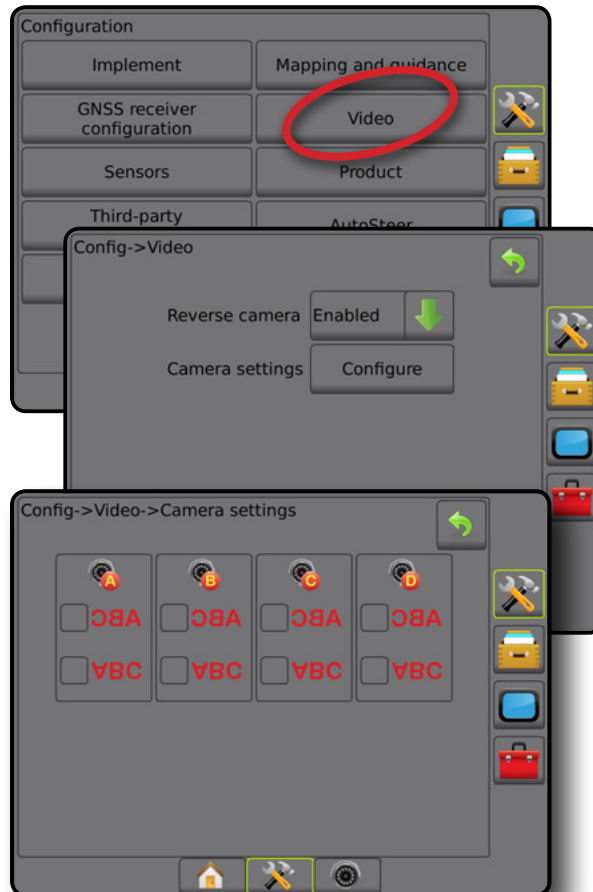 Configuration
Implement
Mapping and guidance
GNSS receiver
configuration
Video
Sensors
Product
Third-party
AutoSteer
Config->Video
Reverse camera Enabled
Camera settings Configure
Config->Video->Camera settings
A B C D
ABC ABC ABC ABC
ABC ABC ABC ABC